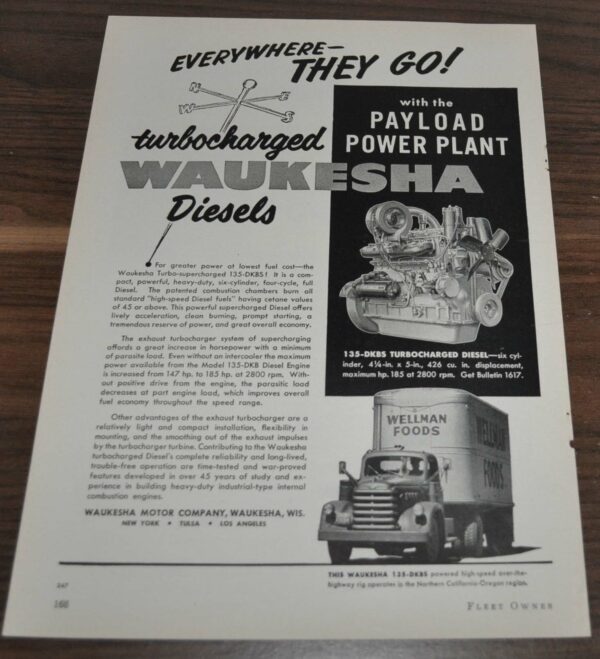 EVERYWHERE—
THEY GO!
N E
W S
turbocharged
WAUKESHA
Diesels
with the
PAYLOAD
POWER PLANT
For greater power at lowest fuel cost—the
Waukesha Turbo-supercharged 135-DKBS! It is a com-
pact, powerful, heavy-duty, six-cylinder, four-cycle, full
Diesel. The patented combustion chambers burn all
standard "high-speed Diesel fuels" having cetane values
of 45 or above. This powerful supercharged Diesel offers
lively acceleration, clean burning, prompt starting, a
tremendous reserve of power, and great overall economy.
The exhaust turbocharger system of supercharging
affords a great increase in horsepower with a minimum
of parasite load. Even without an intercooler the maximum
power available from the Model 135-DKB Diesel Engine
is increased from 147 hp. to 185 hp. at 2800 rpm. With-
out positive drive from the engine, the parasitic load
decreases at part engine load, which improves overall
fuel economy throughout the speed range.
Other advantages of the exhaust turbocharger are a
relatively light and compact installation, flexibility in
mounting, and the smoothing out of the exhaust impulses
by the turbocharger turbine. Contributing to the Waukesha
turbocharged Diesel's complete reliability and long-lived,
trouble-free operation are time-tested and war-proved
features developed in over 45 years of study and ex-
perience in building heavy-duty industrial-type internal
combustion engines.
WAUKESHA MOTOR COMPANY, WAUKESHA, WIS.
NEW YORK • TULSA • LOS ANGELES
135-DKBS TURBOCHARGED DIESEL—six cyl-
inder, 4¼-in. x 5-in., 426 cu. in. displacement,
maximum hp. 185 at 2800 rpm. Get Bulletin 1617.
WELLMAN
FOODS
WELLMAN
FOODS
THIS WAUKESHA 135-DKBS powered high-speed over-the-
highway rig operates in the Northern California-Oregon region.
247
168
FLEET OWNER